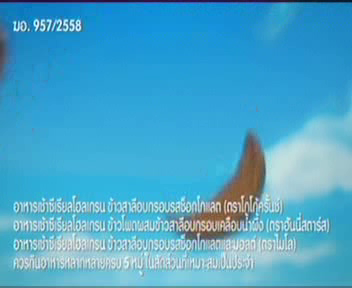 ฆอ. 957/2558
อาหารเช้าซีเรียลโฮลเกรน ข้าวสาลีอบกรอบรสช็อกโกแลต (ตราโกโก้ครั้นช์)
อาหารเช้าซีเรียลโฮลเกรน ข้าวโพดผสมข้าวสาลีอบกรอบเคลือบน้ำผึ้ง (ตราฮันนี่สตาร์ส)
อาหารเช้าซีเรียลโฮลเกรน ข้าวสาลีอบกรอบรสช็อกโกแลตและมอลต์ (ตราไมโล)
ควรกินอาหารหลากหลายครบ 5 หมู่ ในสัดส่วนที่เหมาะสมเป็นประจำ